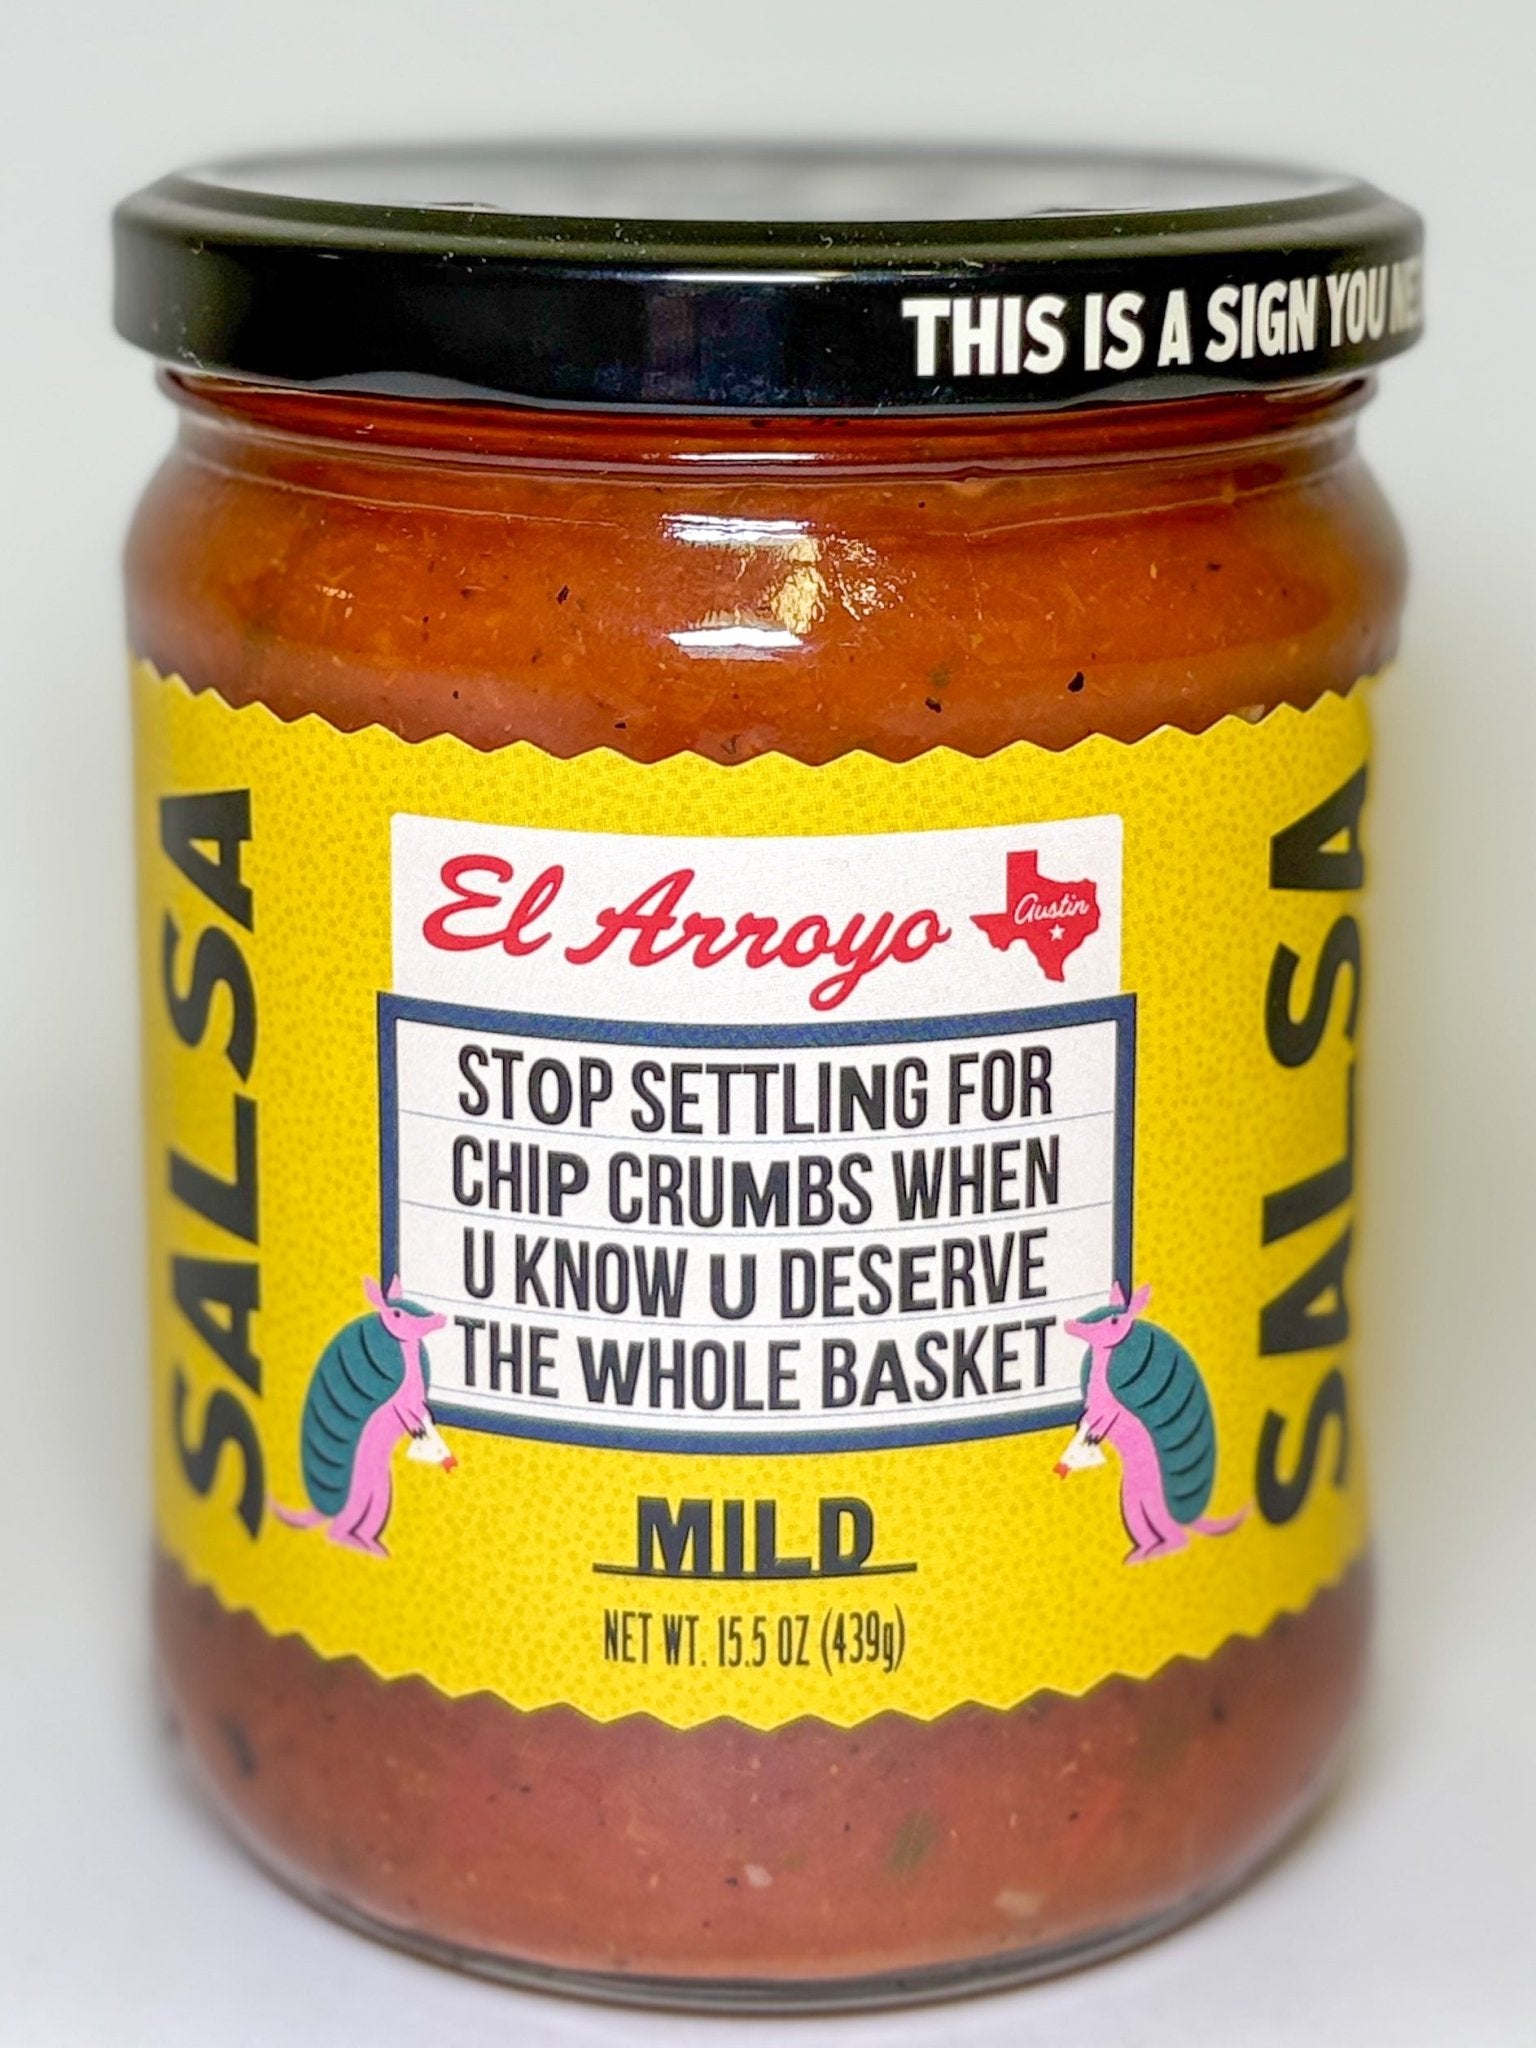 THIS IS A SIGN YOU
SALSA
El Arroyo
Austin
STOP SETTLING FOR
CHIP CRUMBS WHEN
U KNOW U DESERVE
THE WHOLE BASKET
MILD
NET WT. 15.5 OZ (439g)
SALSA